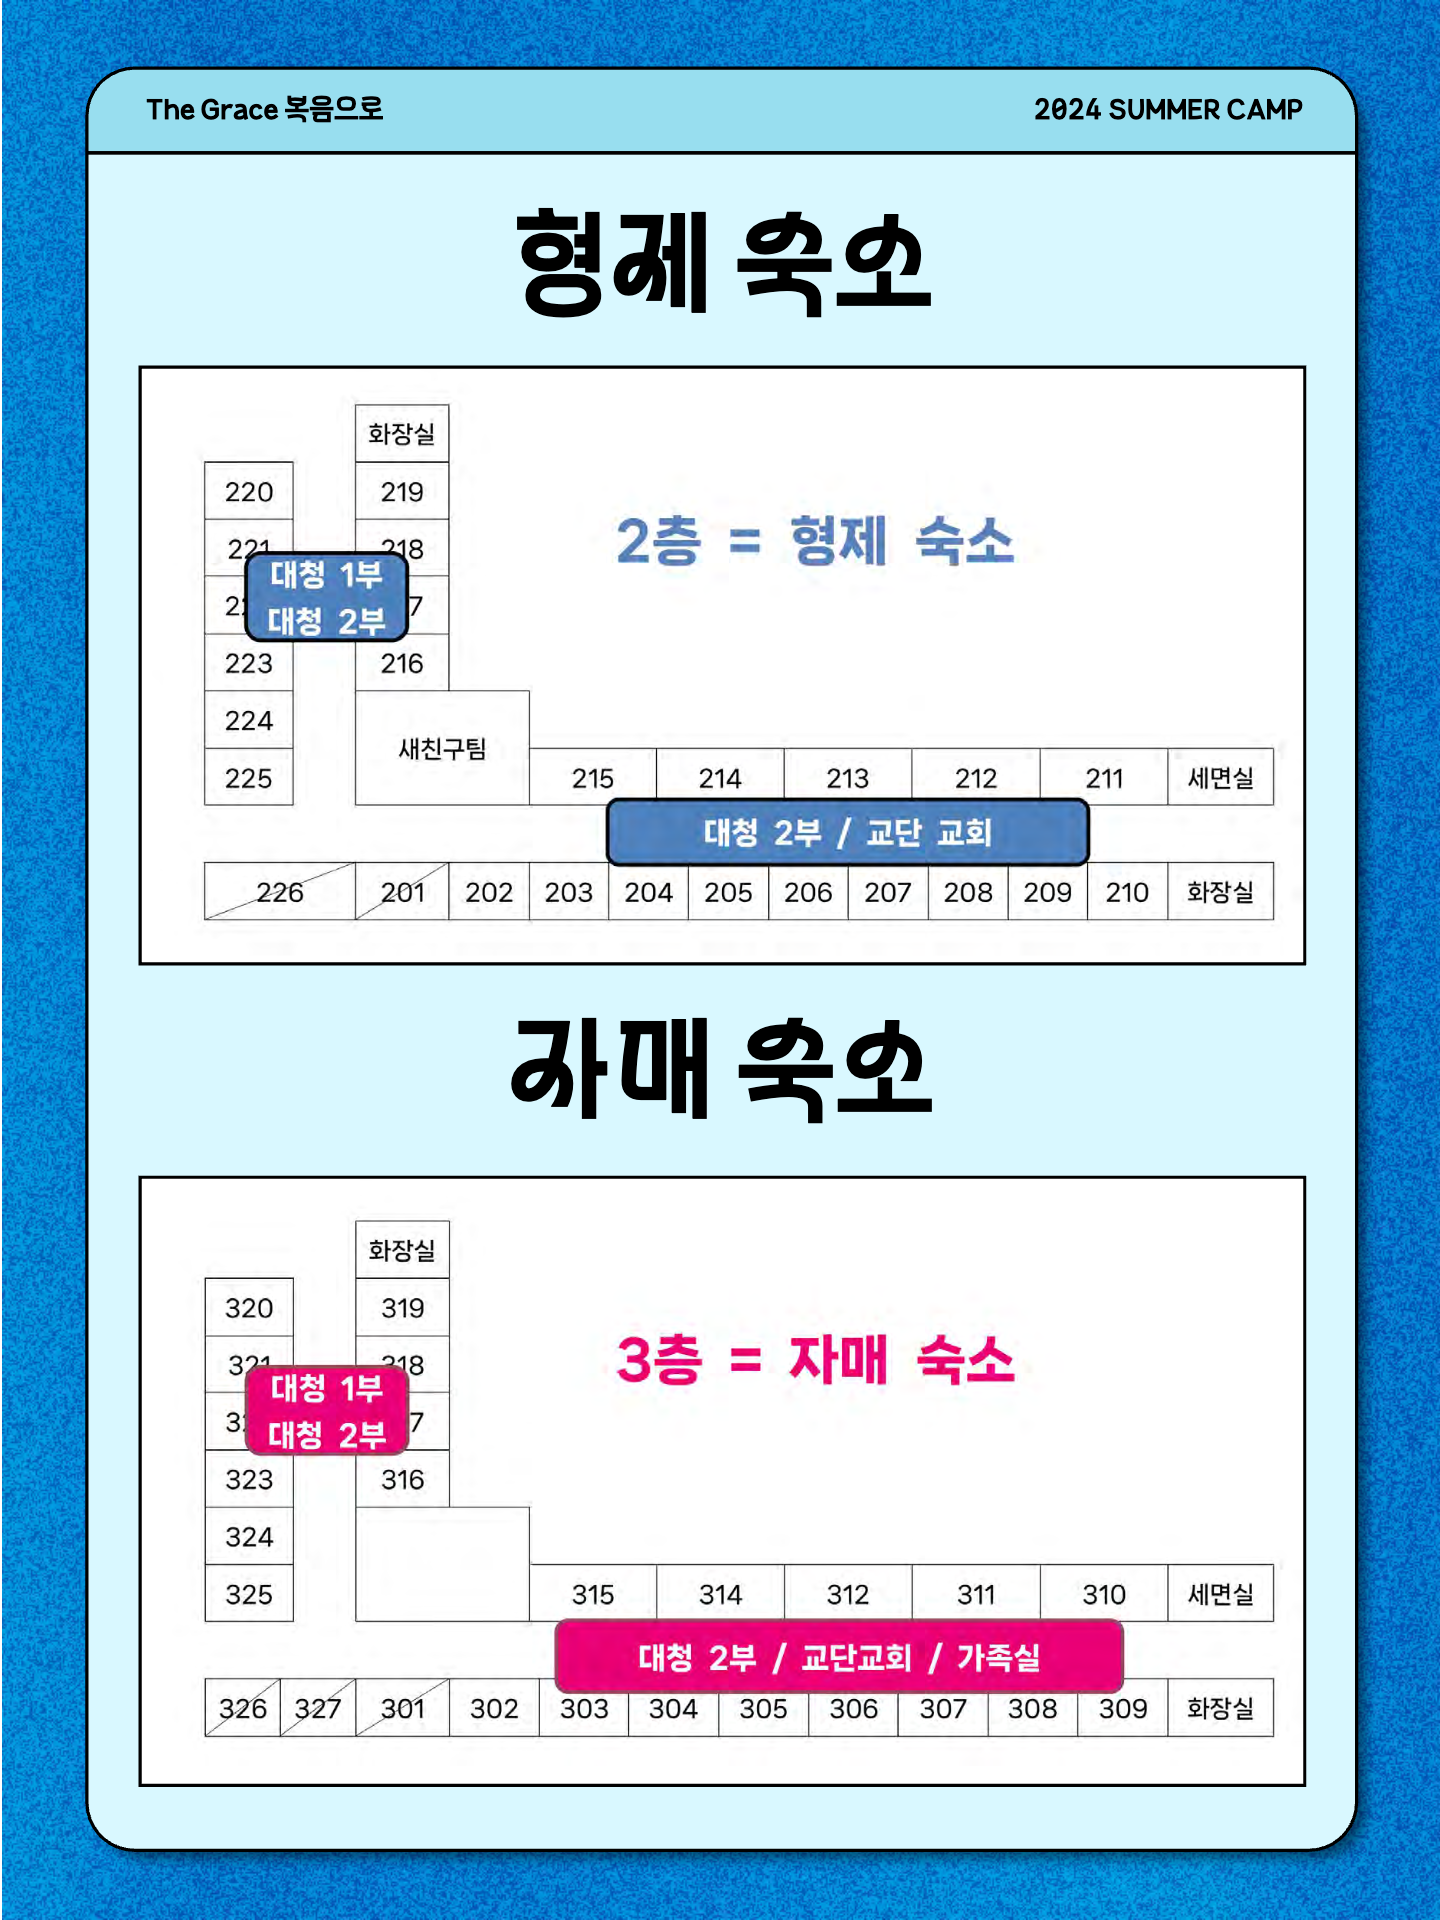 The Grace 복음으로
2024 SUMMER CAMP
형제 숙소
화장실
220 219
221 218
대청 1부
대청 2부
223 216
224
새친구팀
225 215 214 213 212 211 세면실
대청 2부 / 교단 교회
226 201 202 203 204 205 206 207 208 209 210 화장실
2층 = 형제 숙소
자매 숙소
화장실
320 319
321 318
대청 1부
대청 2부
323 316
324
325 315 314 312 311 310 세면실
대청 2부 / 교단교회 / 가족실
326 327 301 302 303 304 305 306 307 308 309 화장실
3층 = 자매 숙소